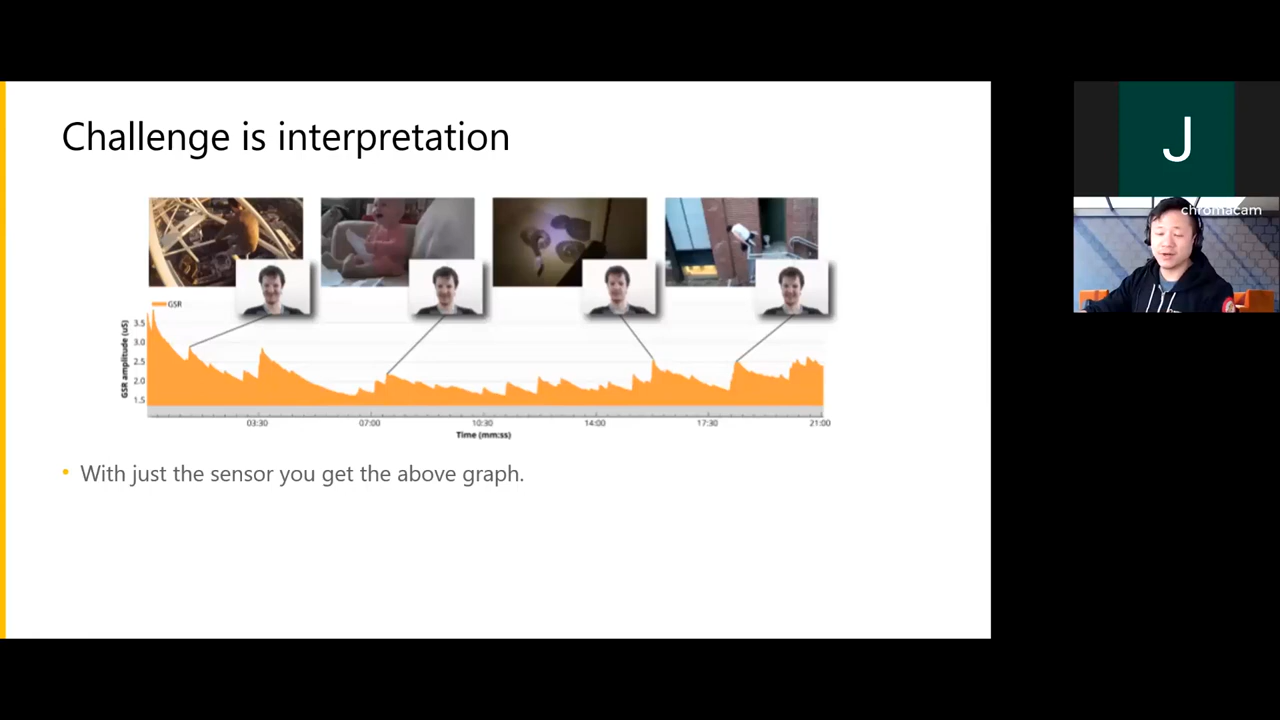 Challenge is interpretation
J
chromacam
GSR
GSR amplitude (uS)
3.5
3.0
2.5
2.0
1.5
03:30
07:00
10:30
14:00
17:30
21:00
Time (mm:ss)
• With just the sensor you get the above graph.